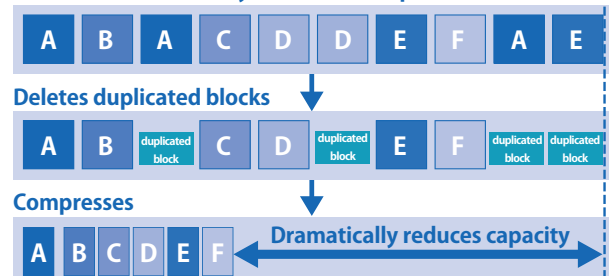 A B A C D D E F A E
Deletes duplicated blocks
A B duplicated block C D duplicated block E F duplicated block duplicated block
Compresses
A B C D E F Dramatically reduces capacity